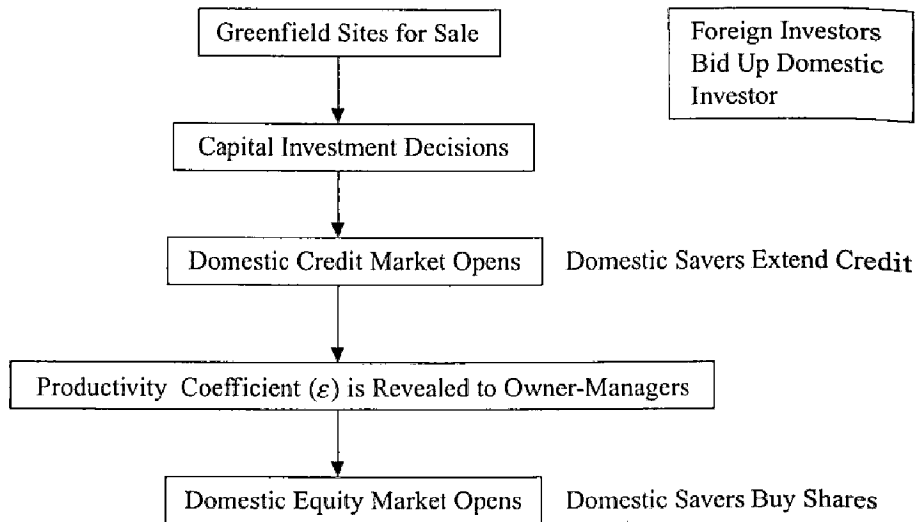 Greenfield Sites for Sale
Foreign Investors
Bid Up Domestic
Investor
Capital Investment Decisions
Domestic Credit Market Opens
Domestic Savers Extend Credit
Productivity Coefficient (ε) is Revealed to Owner-Managers
Domestic Equity Market Opens
Domestic Savers Buy Shares